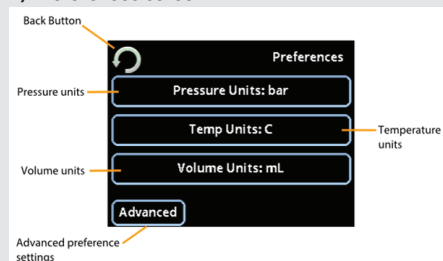 Back Button
Preferences
Pressure units
Pressure Units: bar
Temp Units: C
Temperature
units
Volume units
Volume Units: mL
Advanced
Advanced preference
settings